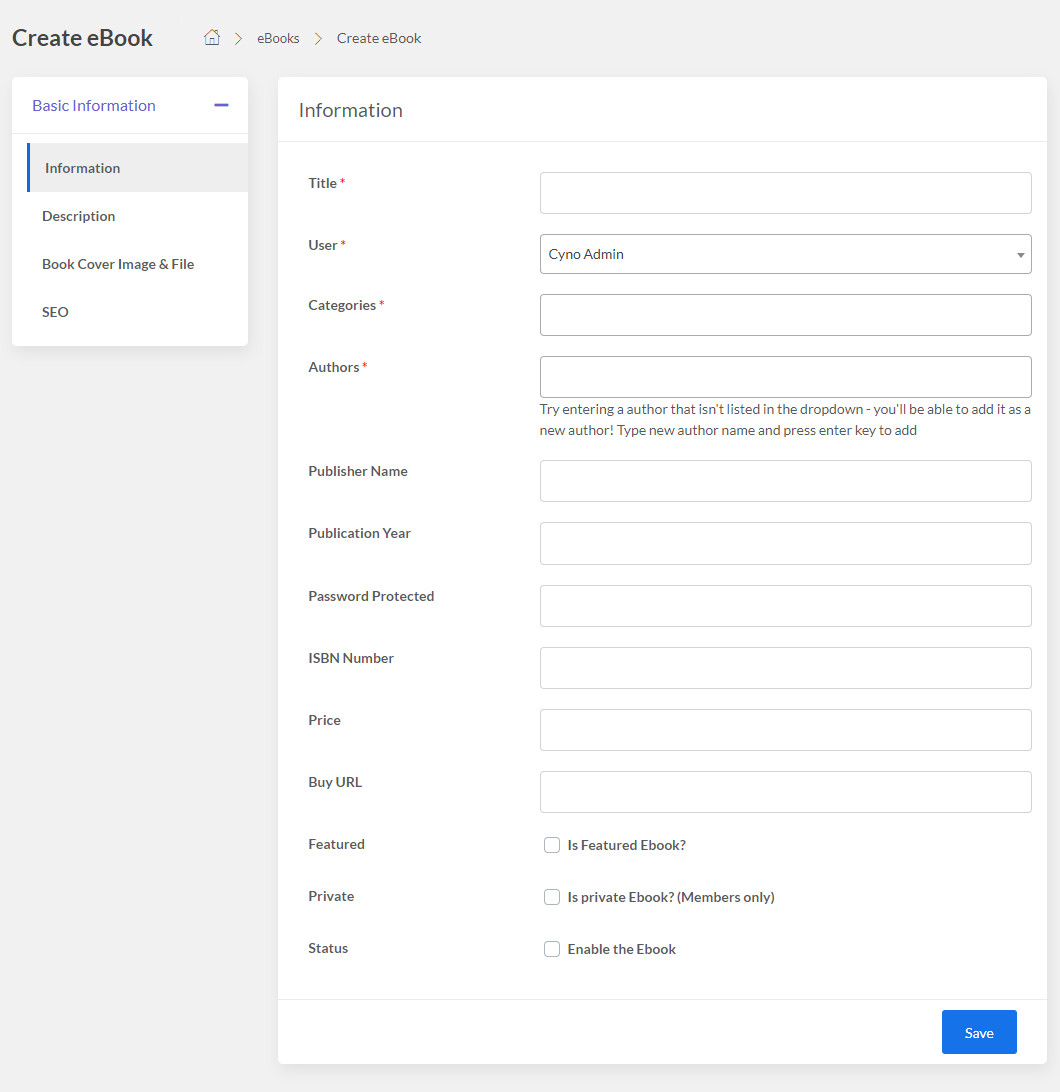 Create eBook
eBooks
Create eBook
Basic Information
Information
Description
Book Cover Image & File
SEO
Information
Title *
User *
Cyno Admin
Categories *
Authors *
Try entering a author that isn't listed in the dropdown - you'll be able to add it as a
new author! Type new author name and press enter key to add
Publisher Name
Publication Year
Password Protected
ISBN Number
Price
Buy URL
Featured
Is Featured Ebook?
Private
Is private Ebook? (Members only)
Status
Enable the Ebook
Save